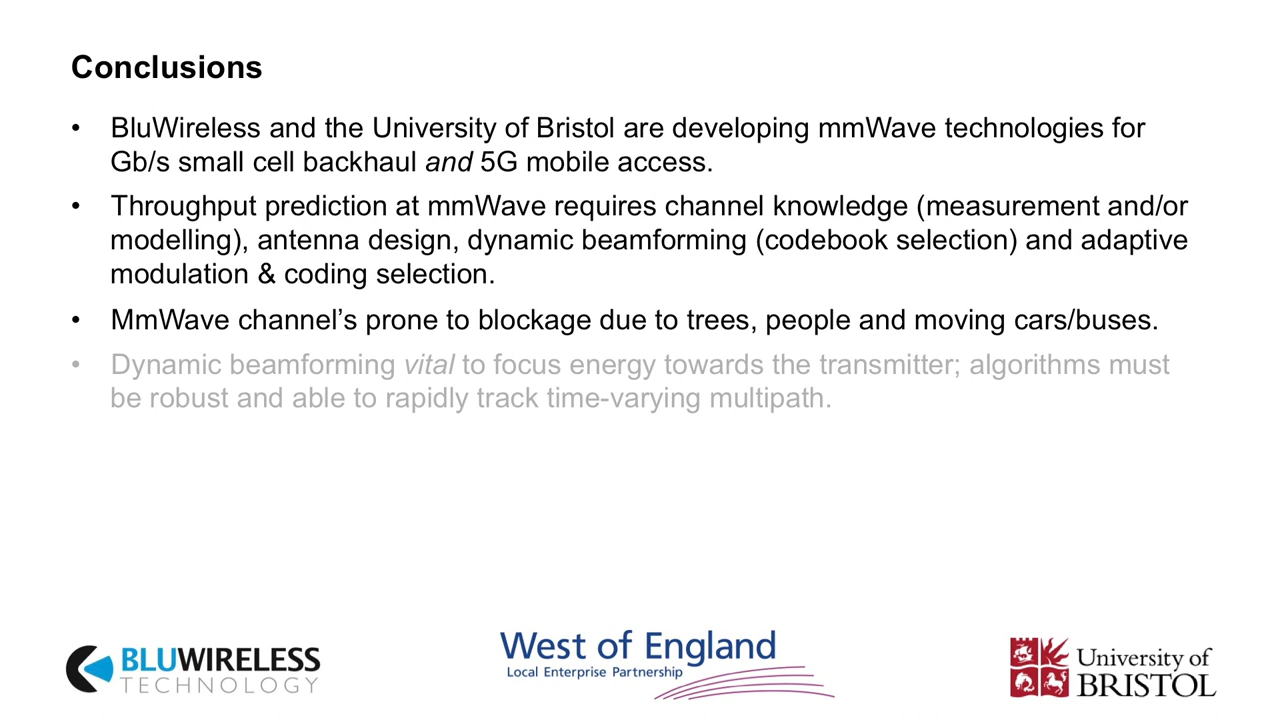 Conclusions
• BluWireless and the University of Bristol are developing mmWave technologies for
Gb/s small cell backhaul and 5G mobile access.
• Throughput prediction at mmWave requires channel knowledge (measurement and/or
modelling), antenna design, dynamic beamforming (codebook selection) and adaptive
modulation & coding selection.
• MmWave channel’s prone to blockage due to trees, people and moving cars/buses.
• Dynamic beamforming vital to focus energy towards the transmitter; algorithms must
be robust and able to rapidly track time-varying multipath.
BLUWIRELESS
TECHNOLOGY
West of England
Local Enterprise Partnership
University of
BRISTOL